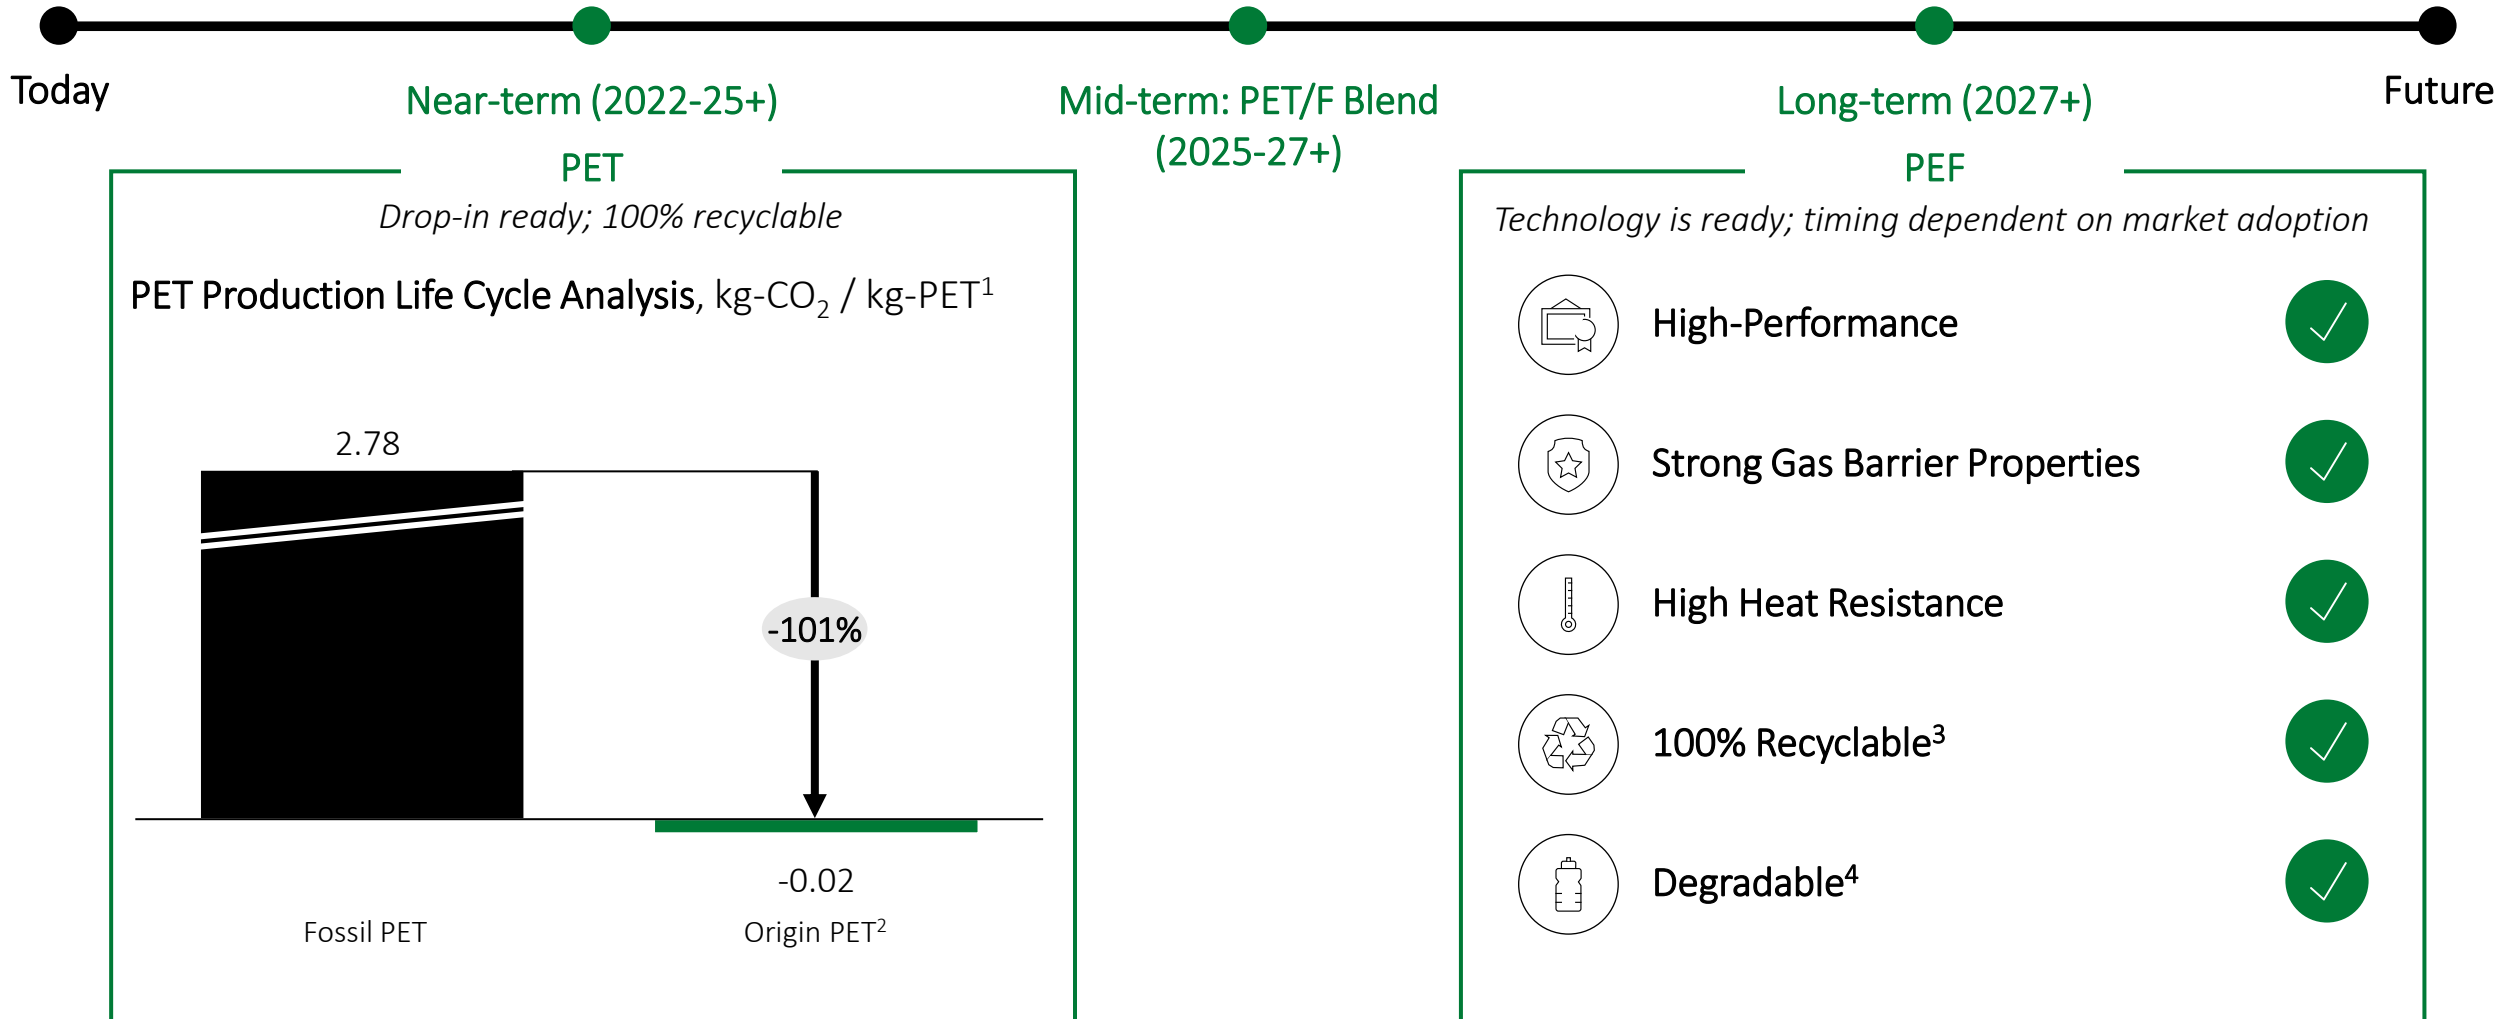 Today
Near-term (2022-25+)
Mid-term: PET/F Blend
(2025-27+)
Long-term (2027+)
Future
PET
Drop-in ready; 100% recyclable
PET Production Life Cycle Analysis, kg-CO₂ / kg-PET¹
2.78
-101%
-0.02
Fossil PET
Origin PET²
PEF
Technology is ready; timing dependent on market adoption
High-Performance
Strong Gas Barrier Properties
High Heat Resistance
100% Recyclable³
Degradable⁴